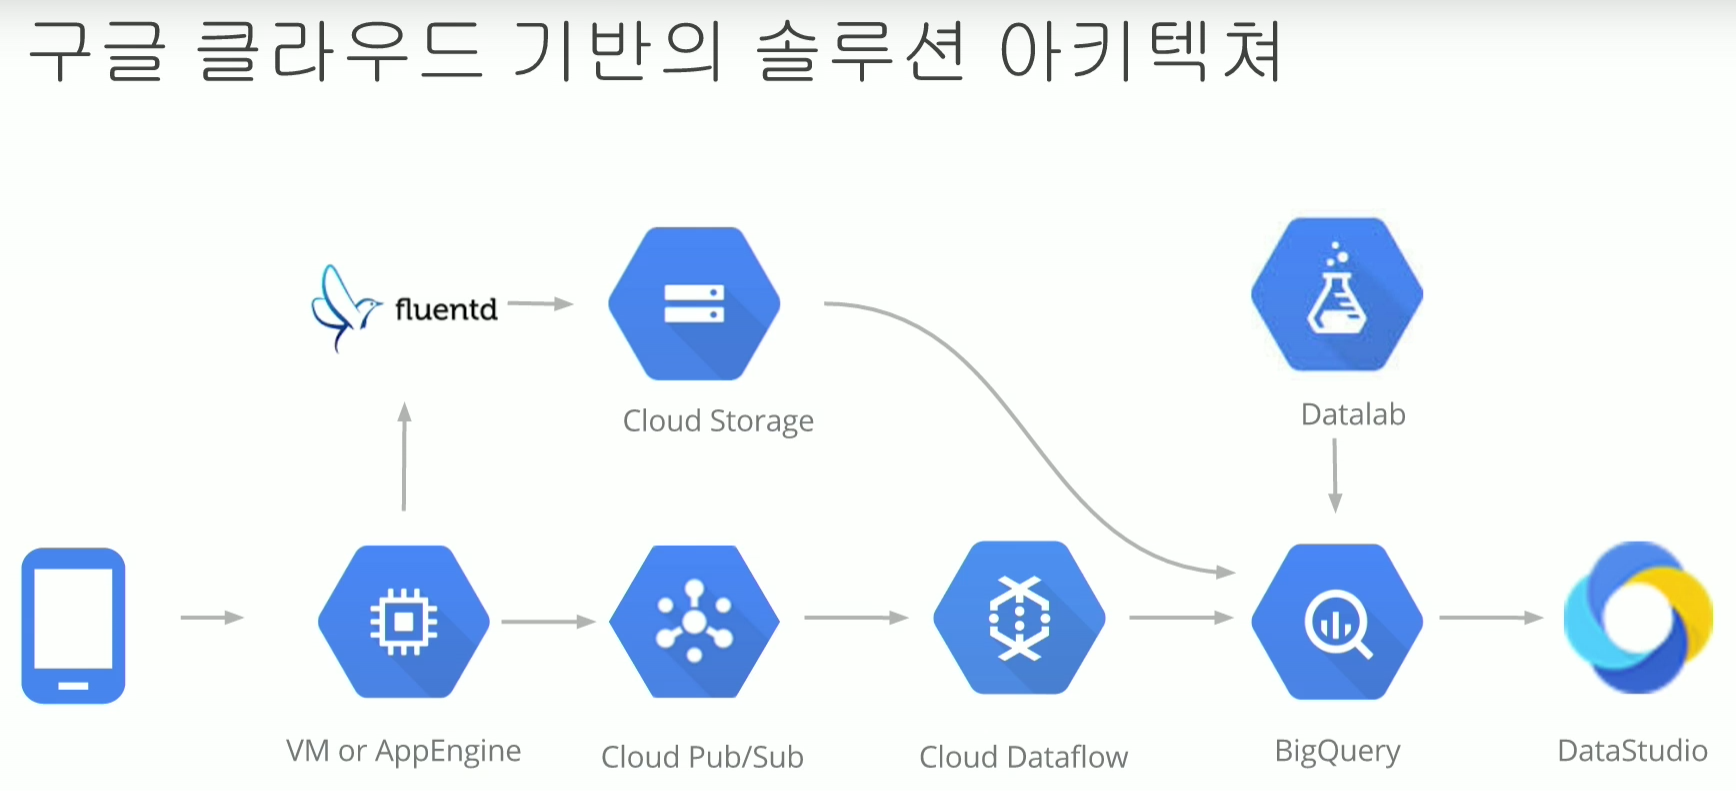 구글 클라우드 기반의 솔루션 아키텍쳐
fluentd
Cloud Storage
Datalab
VM or AppEngine
Cloud Pub/Sub
Cloud Dataflow
BigQuery
DataStudio